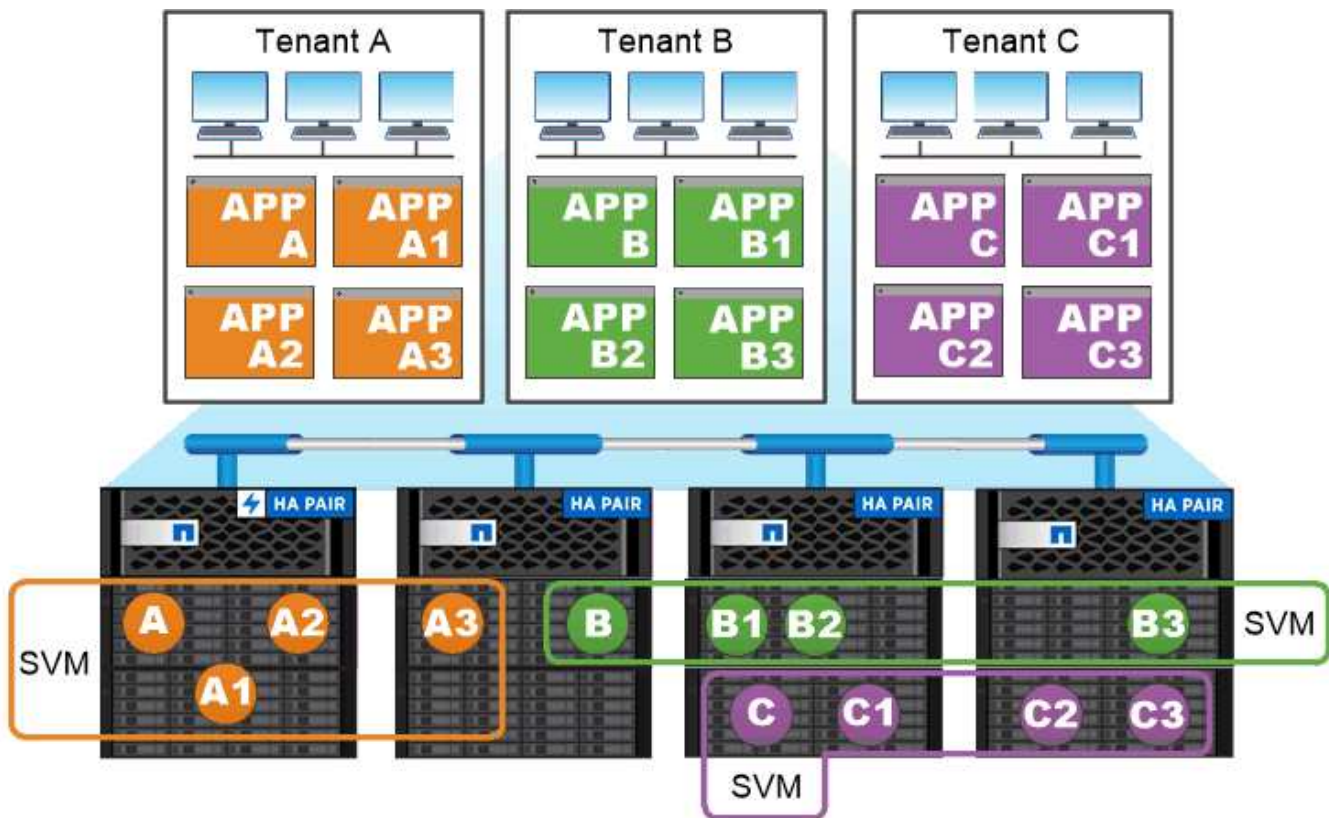 Tenant A
Tenant B
Tenant C
APP
A
APP
A1
APP
B
APP
B1
APP
C
APP
C1
APP
A2
APP
A3
APP
B2
APP
B3
APP
C2
APP
C3
HA PAIR
HA PAIR
HA PAIR
HA PAIR
SVM
A
A2
A1
A3
B
B1
B2
B3
SVM
C
C1
C2
C3
SVM